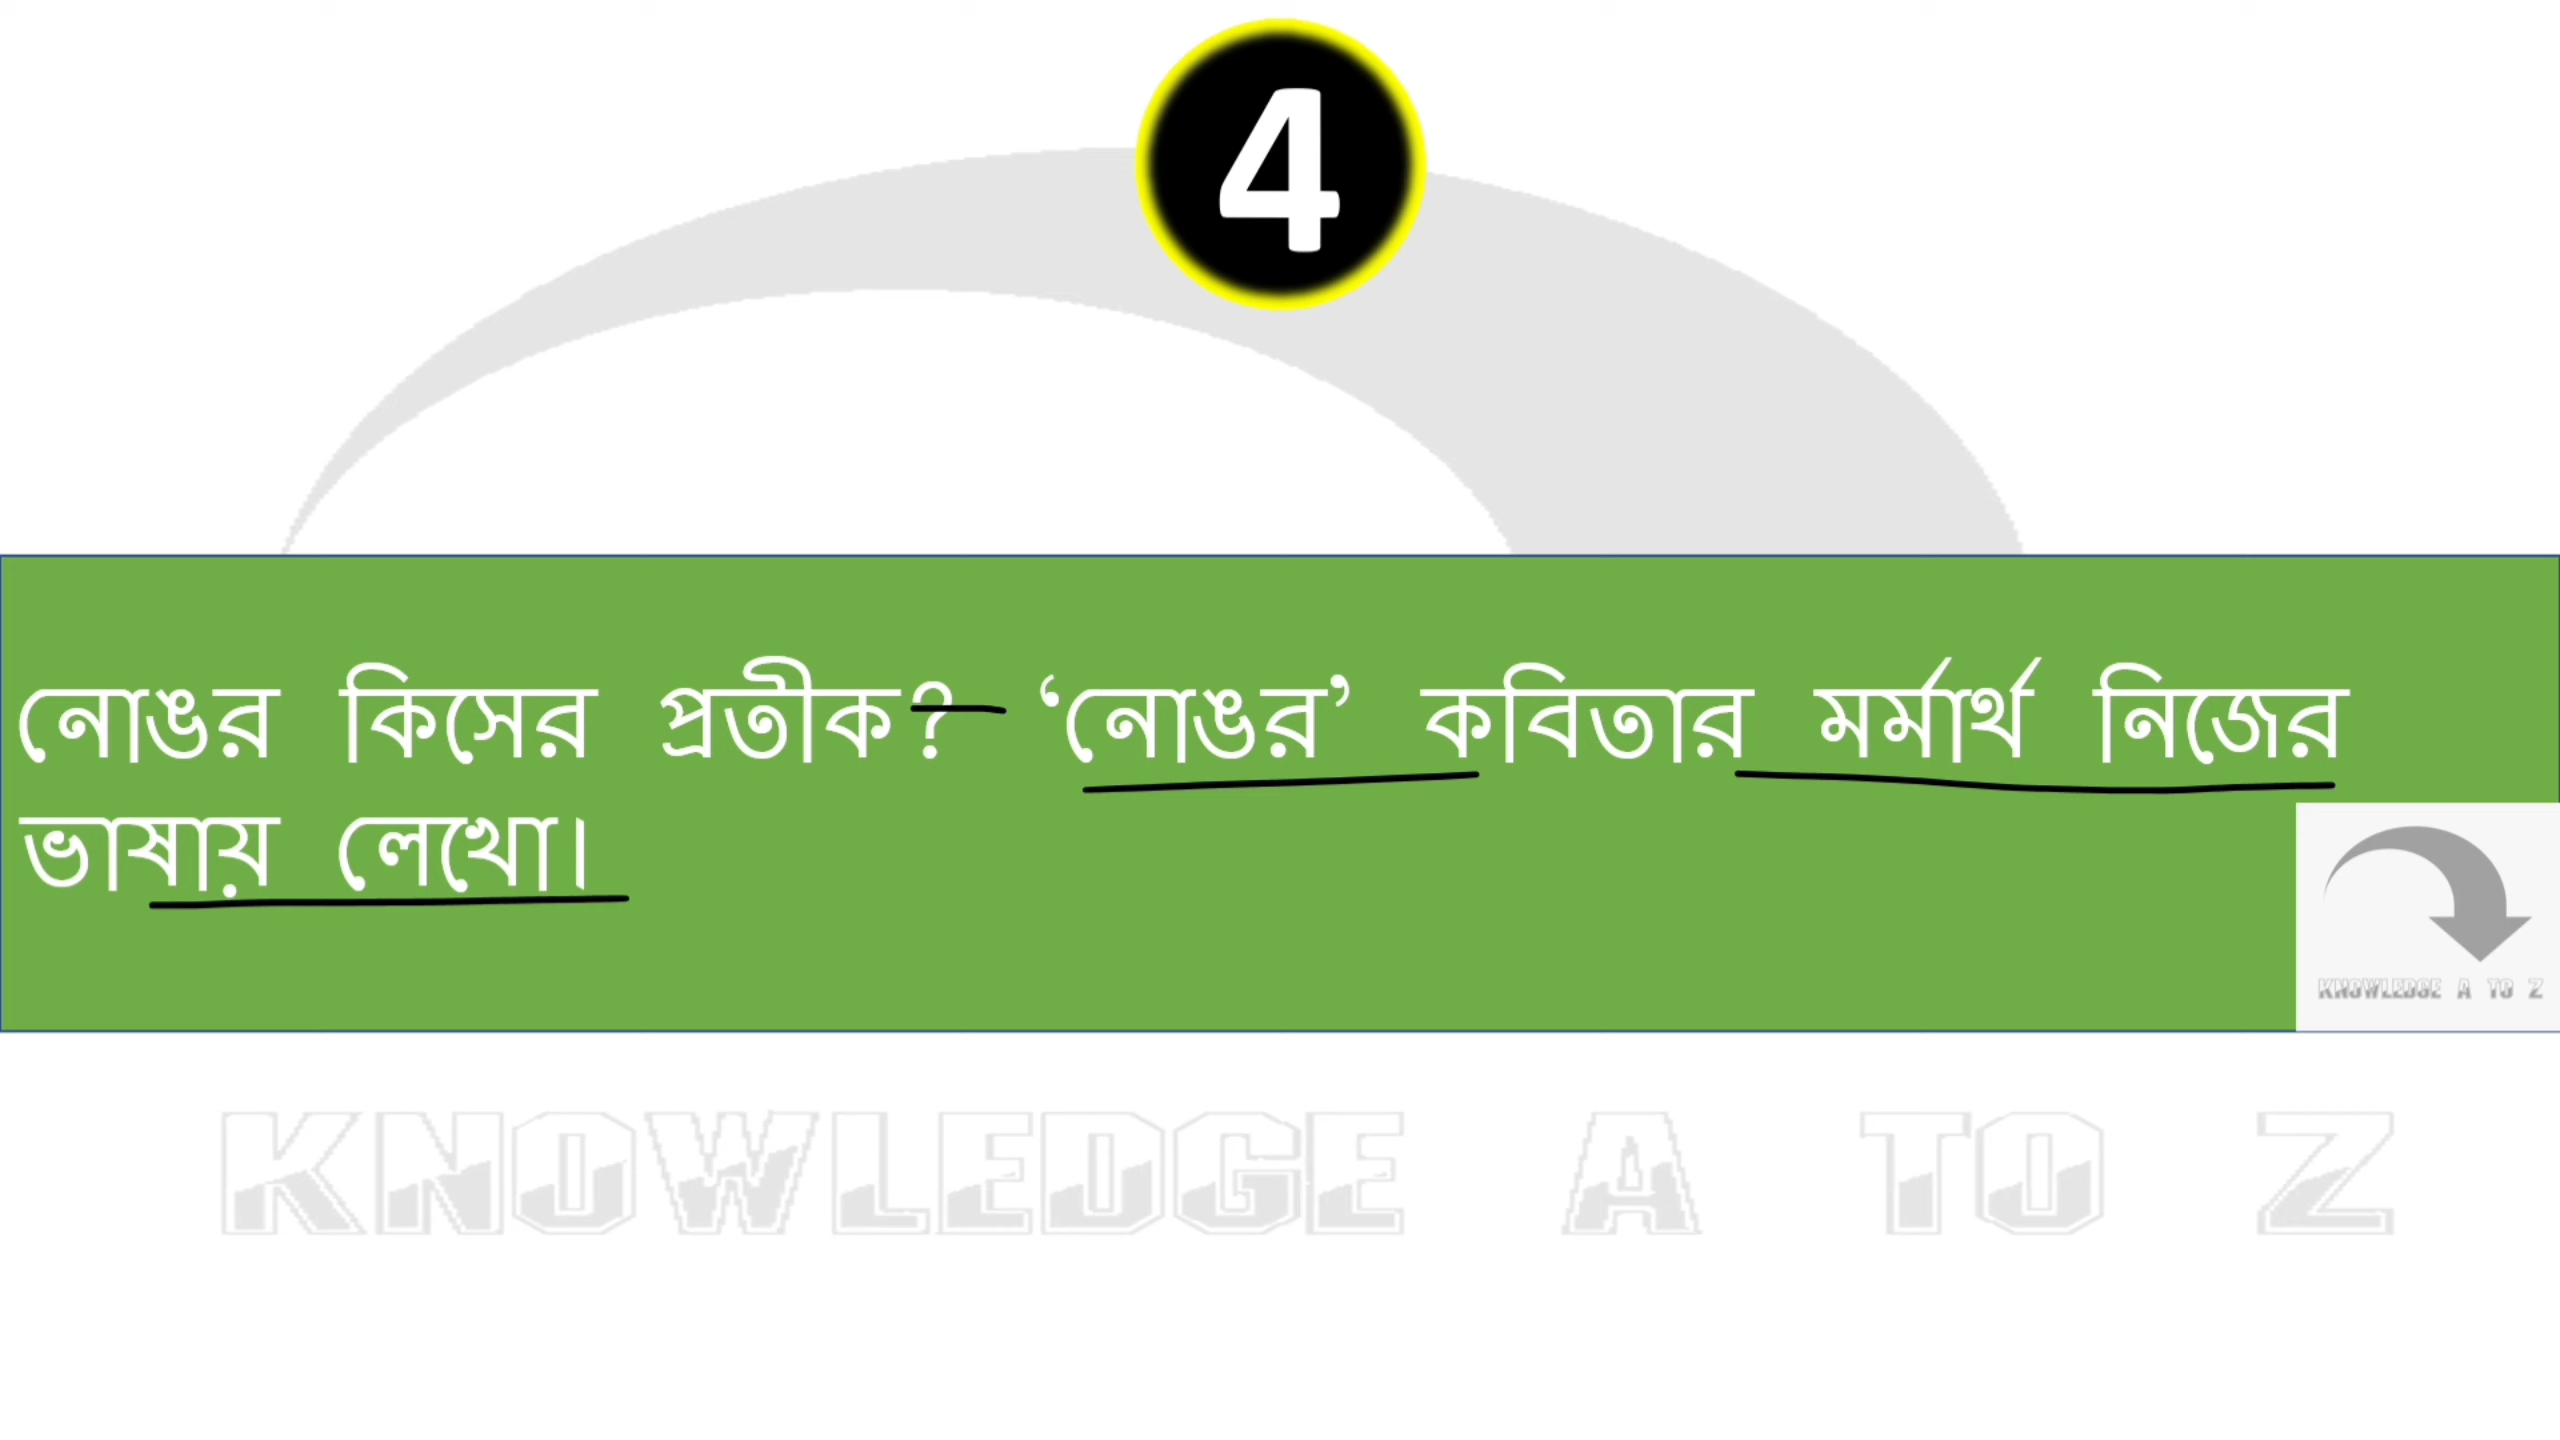 4
নোঙর কিসের প্রতীক? ‘নোঙর’ কবিতার মর্মার্থ নিজের
ভাষায় লেখো।
KNOWLEDGE A TO Z
KNOWLEDGE A TO Z